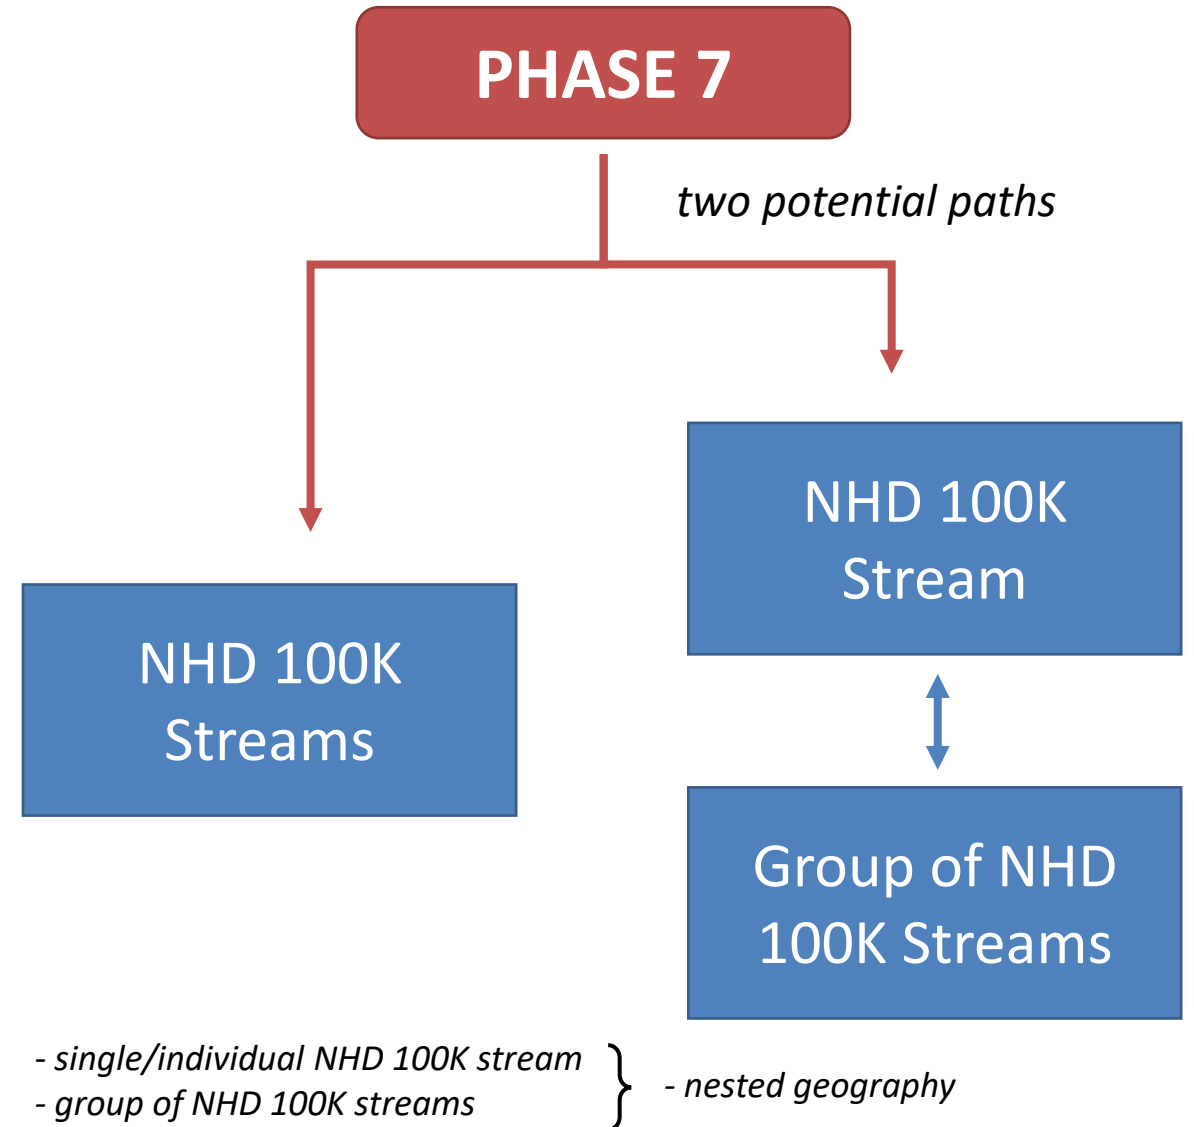 PHASE 7
two potential paths
NHD 100K
Streams
NHD 100K
Stream
Group of NHD
100K Streams
- single/individual NHD 100K stream
- group of NHD 100K streams
- nested geography